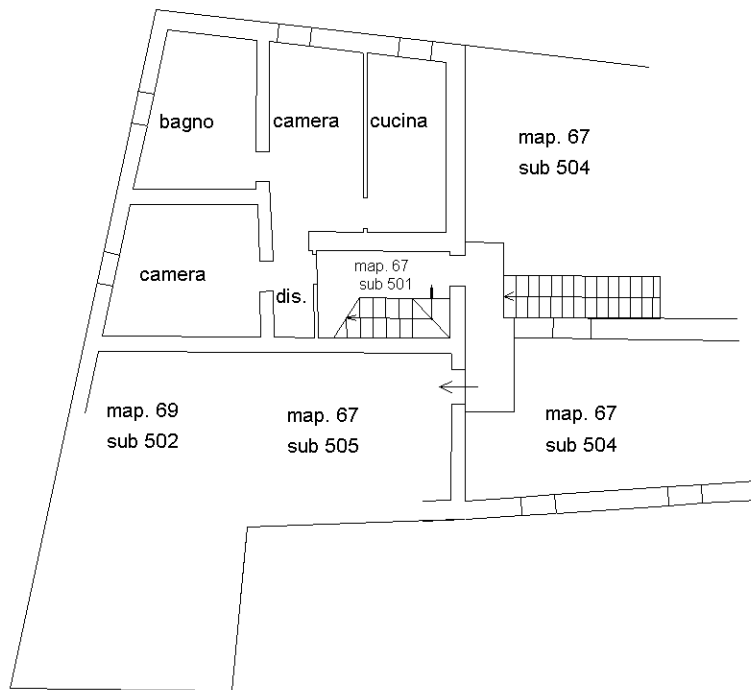 bagno
camera
cucina
map. 67
sub 504
camera
dis.
map. 67
sub 501
map. 69
sub 502
map. 67
sub 505
map. 67
sub 504